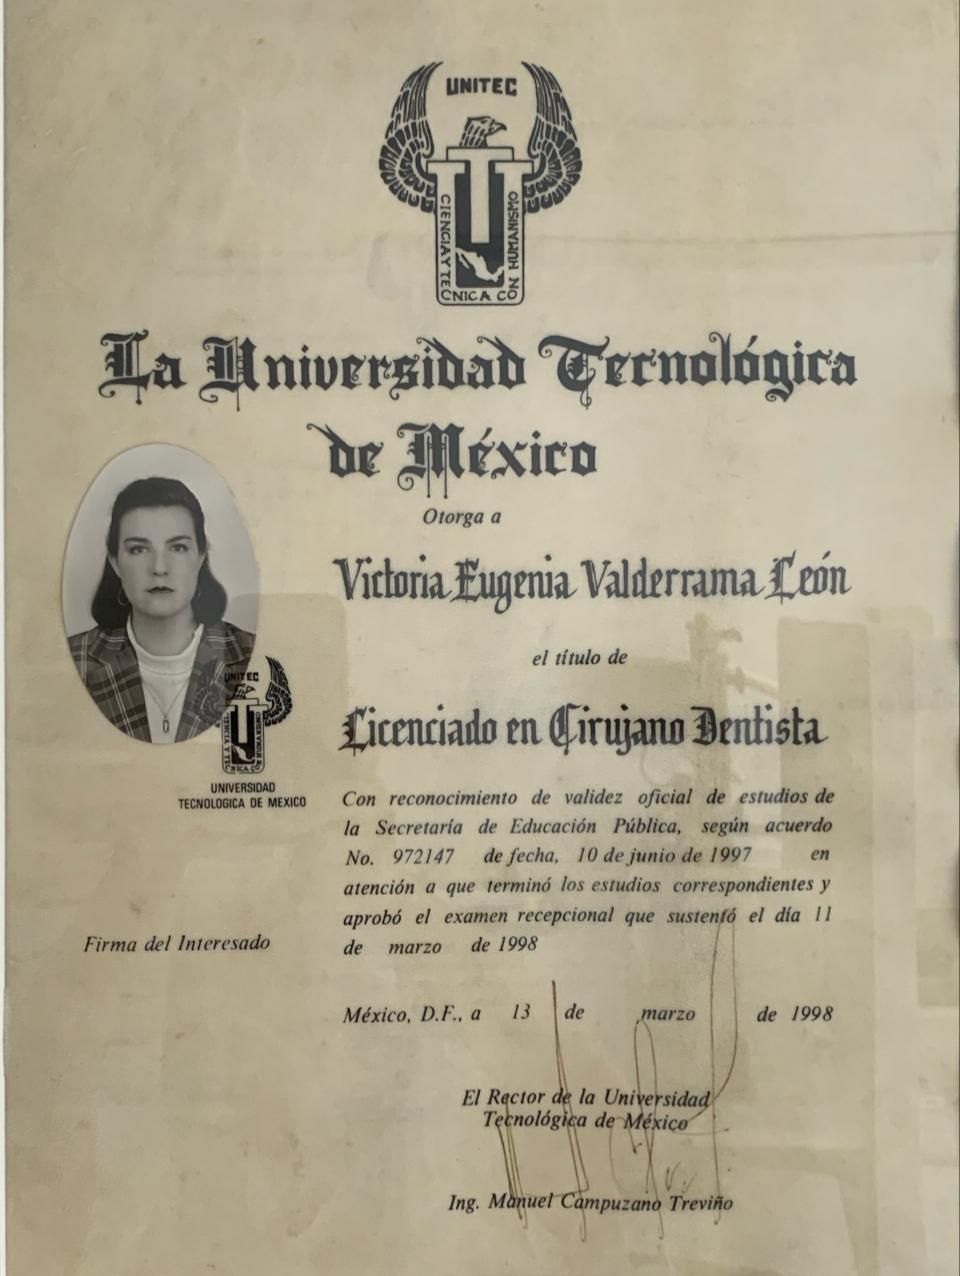 UNITEC
CIENCIA Y TECNICA CON HUMANISMO
La Universidad Tecnológica
de México
Otorga a
Victoria Eugenia Valderrama León
el título de
Licenciado en Cirujano Dentista
UNITEC
CIENCIA Y TECNICA CON HUMANISMO
UNIVERSIDAD
TECNOLOGICA DE MEXICO
Con reconocimiento de validez oficial de estudios de
la Secretaría de Educación Pública, según acuerdo
No. 972147 de fecha, 10 de junio de 1997 en
atención a que terminó los estudios correspondientes y
aprobó el examen recepcional que sustentó el día 11
de marzo de 1998
Firma del Interesado
México, D.F., a 13 de marzo de 1998
El Rector de la Universidad
Tecnológica de México
Ing. Manuel Campuzano Treviño